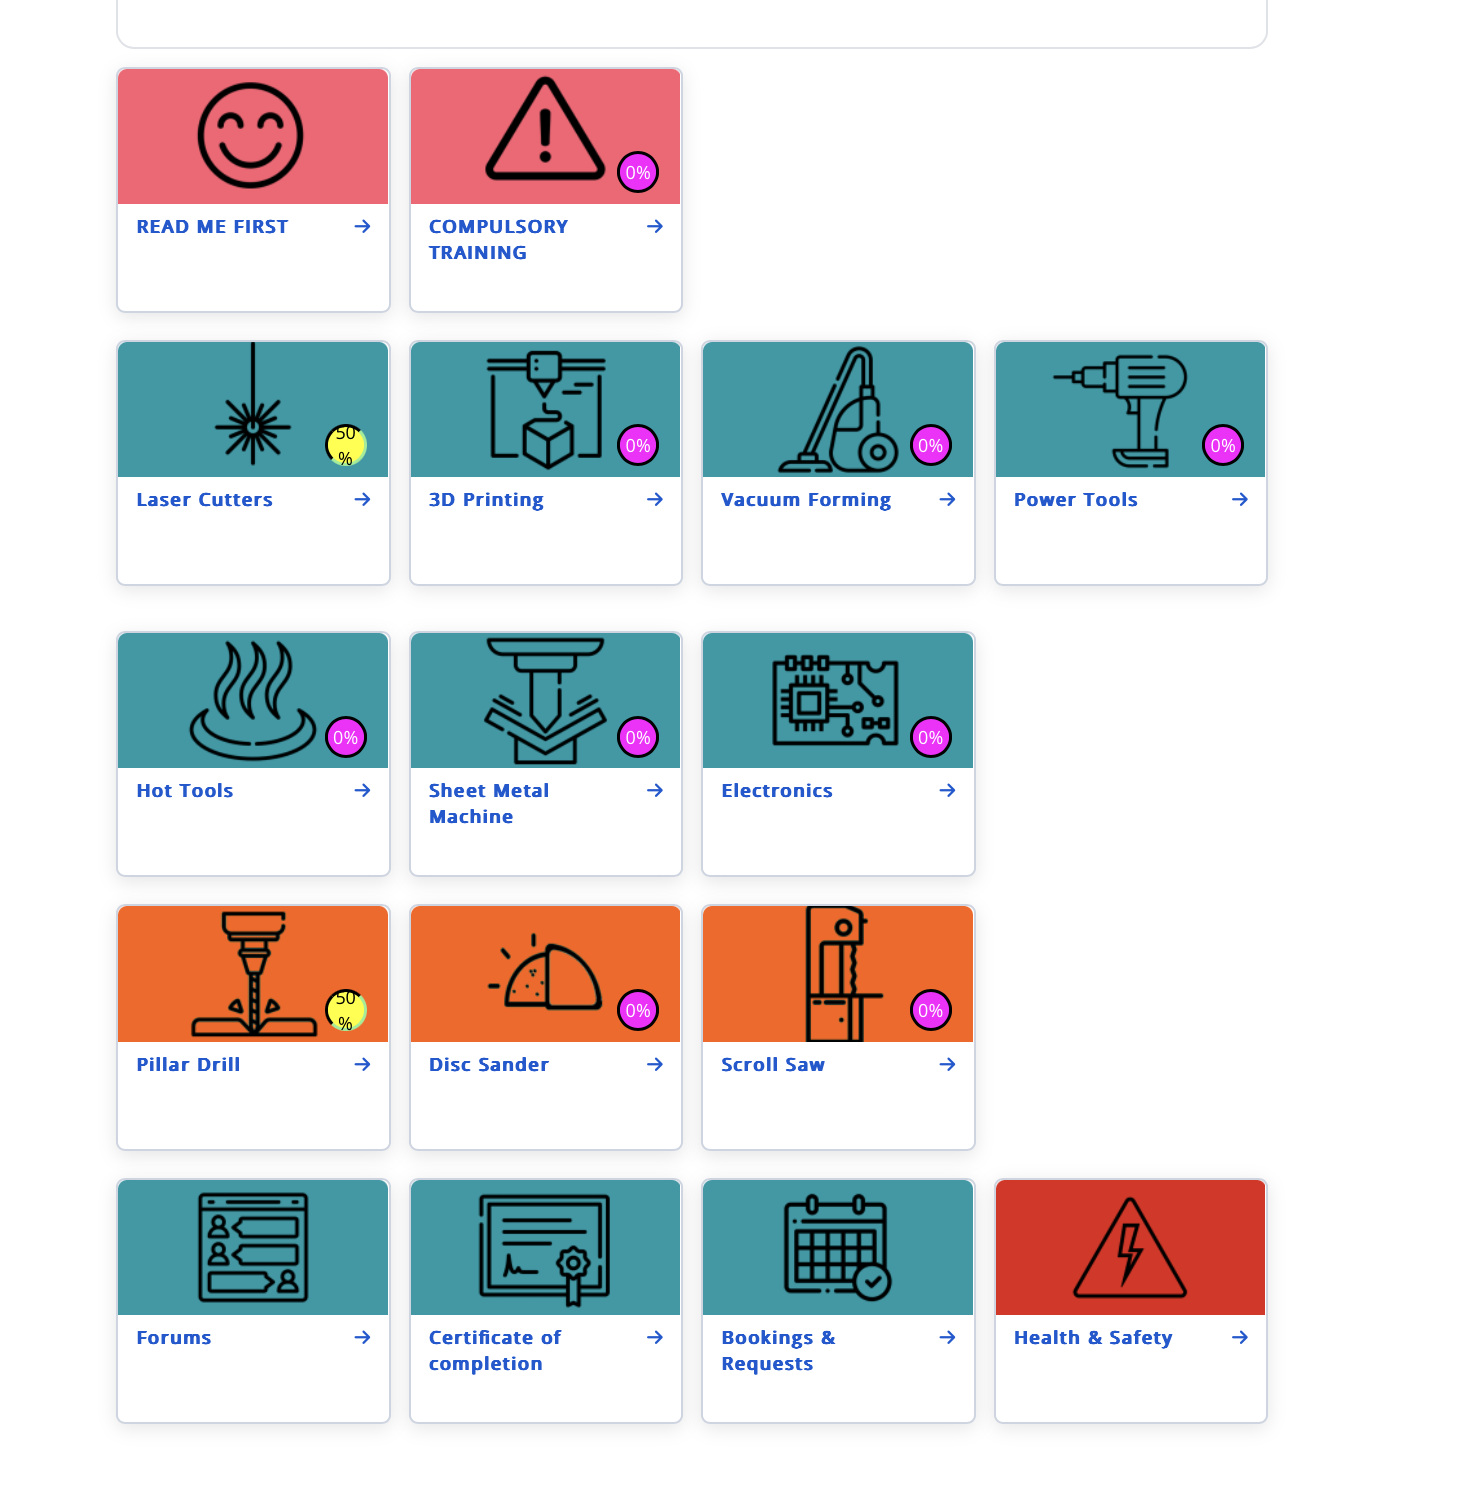 0%
READ ME FIRST
COMPULSORY
TRAINING
50
%
0%
0%
0%
Laser Cutters
3D Printing
Vacuum Forming
Power Tools
0%
0%
0%
Hot Tools
Sheet Metal
Machine
Electronics
50
%
0%
0%
Pillar Drill
Disc Sander
Scroll Saw
Forums
Certificate of
completion
Bookings &
Requests
Health & Safety